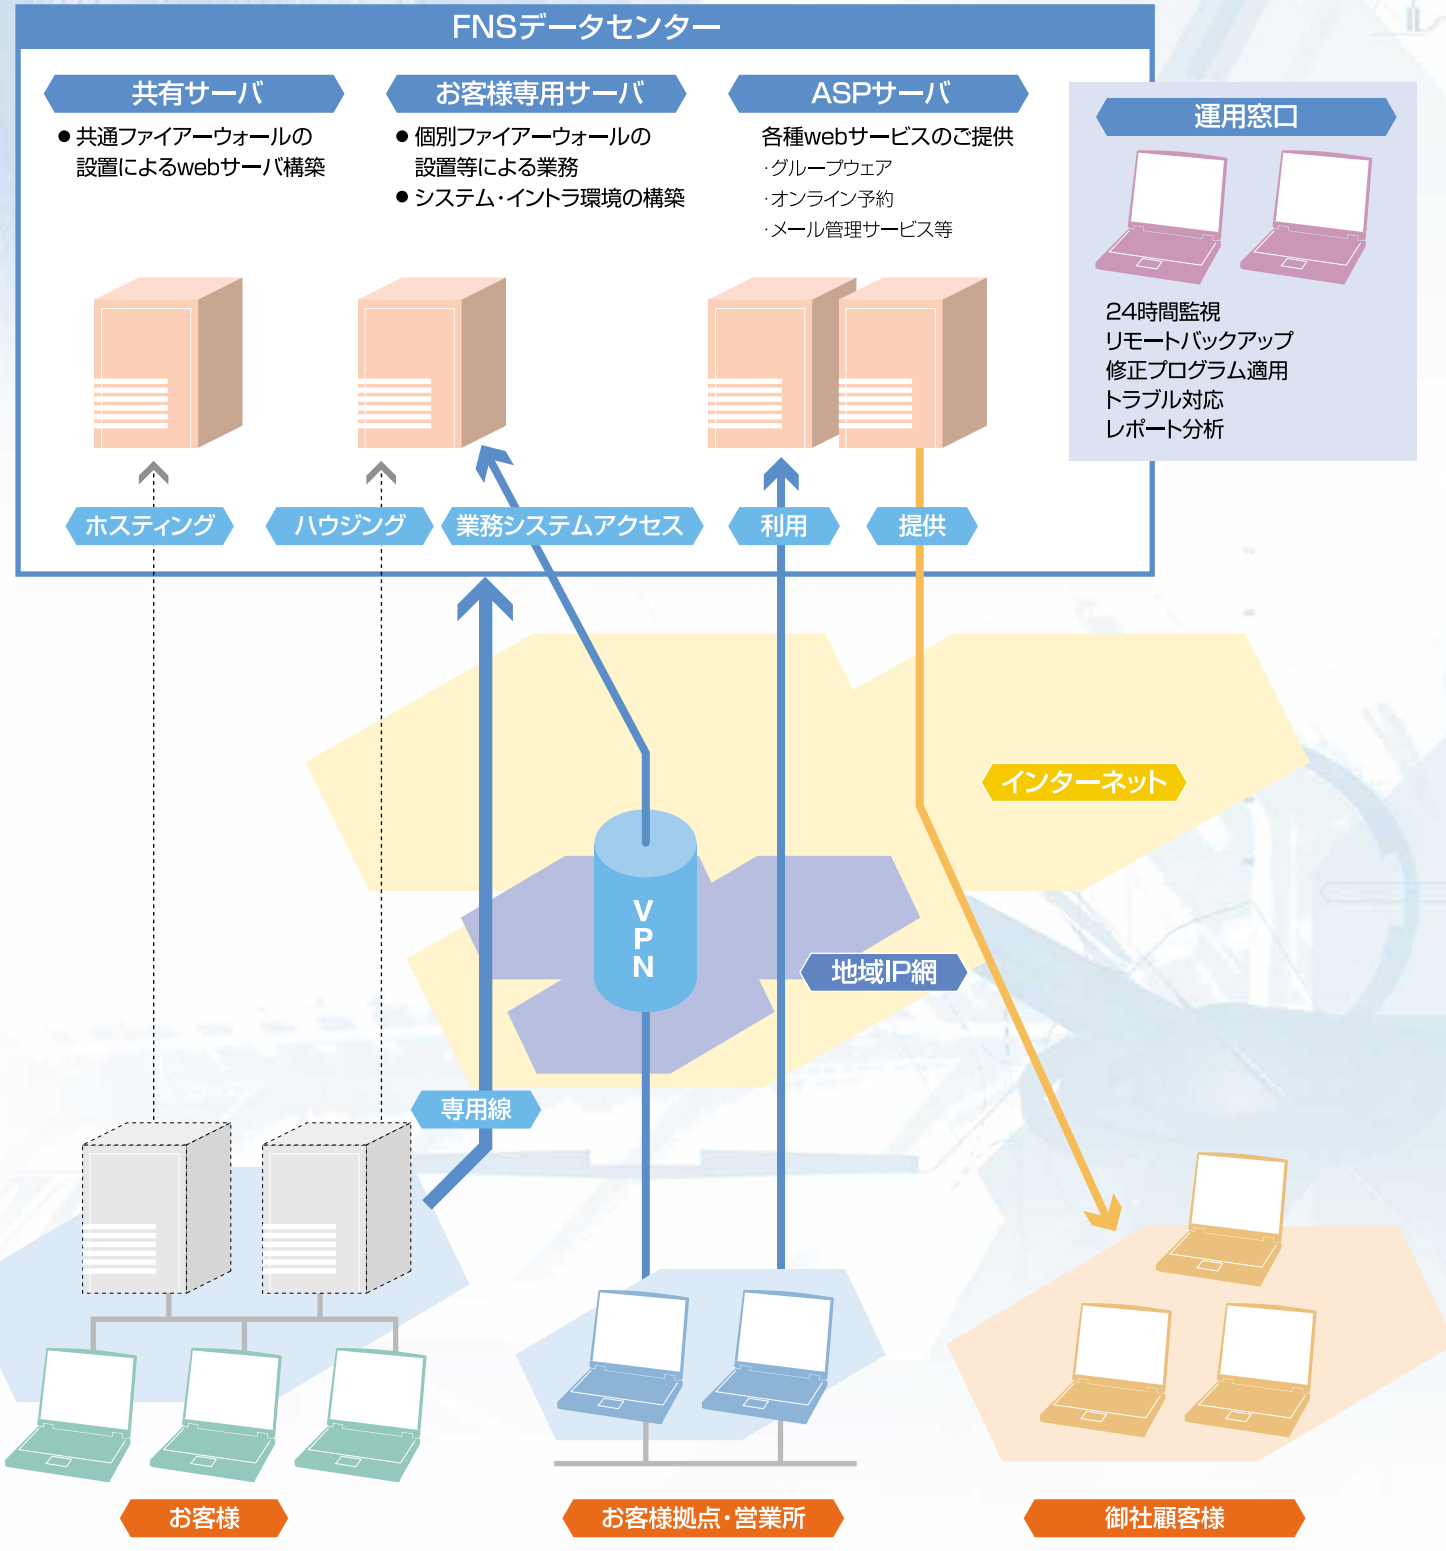 FNSデータセンター
共有サーバ
● 共通ファイアーウォールの
設置によるwebサーバ構築
お客様専用サーバ
● 個別ファイアーウォールの
設置等による業務
● システム・イントラ環境の構築
ASPサーバ
各種webサービスのご提供
・グループウェア
・オンライン予約
・メール管理サービス等
運用窓口
24時間監視
リモートバックアップ
修正プログラム適用
トラブル対応
レポート分析
ホスティング
ハウジング
業務システムアクセス
利用
提供
インターネット
VPN
地域IP網
専用線
お客様
お客様拠点・営業所
御社顧客様